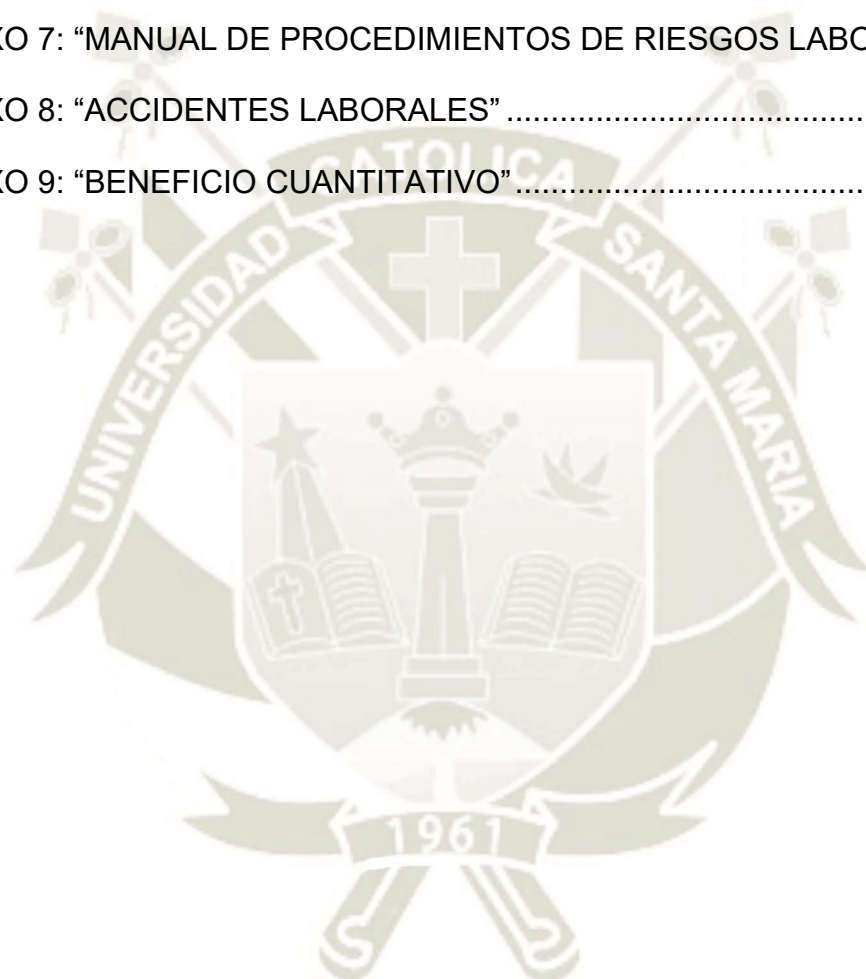 XO 7: “MANUAL DE PROCEDIMIENTOS DE RIESGOS LABO
XO 8: “ACCIDENTES LABORALES” ........................................
XO 9: “BENEFICIO CUANTITATIVO” .......................................
UNIVERSIDAD CATOLICA SANTA MARIA
1961